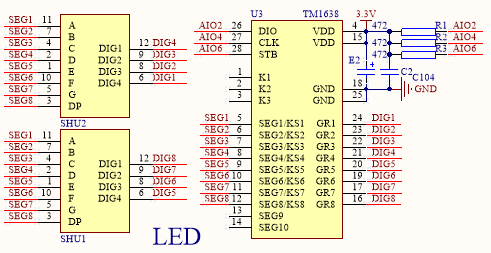 U3 TM1638 3.3V
SEG1 11 A
SEG2 7 B
SEG3 4 C DIG1 12 DIG4
SEG4 2 D DIG2 9 DIG3
SEG5 1 E DIG3 8 DIG2
SEG6 10 F DIG4 6 DIG1
SEG7 5 G
SEG8 3 DP
SHU2
SEG1 11 A
SEG2 7 B
SEG3 4 C DIG1 12 DIG8
SEG4 2 D DIG2 9 DIG7
SEG5 1 E DIG3 8 DIG6
SEG6 10 F DIG4 6 DIG5
SEG7 5 G
SEG8 3 DP
SHU1
AIO2 26 DIO VDD 4 472 R1 AIO2
AIO4 27 CLK VDD 15 472 R2 AIO4
AIO6 28 STB 472 R3 AIO6
E2 + C2 C104
1 K1
2 K2 GND 18 GND
3 K3 GND 25
SEG1 5 SEG1/KS1 GR1 24 DIG1
SEG2 6 SEG2/KS2 GR2 23 DIG2
SEG3 7 SEG3/KS3 GR3 22 DIG3
SEG4 8 SEG4/KS4 GR4 21 DIG4
SEG5 9 SEG5/KS5 GR5 20 DIG5
SEG6 10 SEG6/KS6 GR6 19 DIG6
SEG7 11 SEG7/KS7 GR7 17 DIG7
SEG8 12 SEG8/KS8 GR8 16 DIG8
13 SEG9
14 SEG10
LED